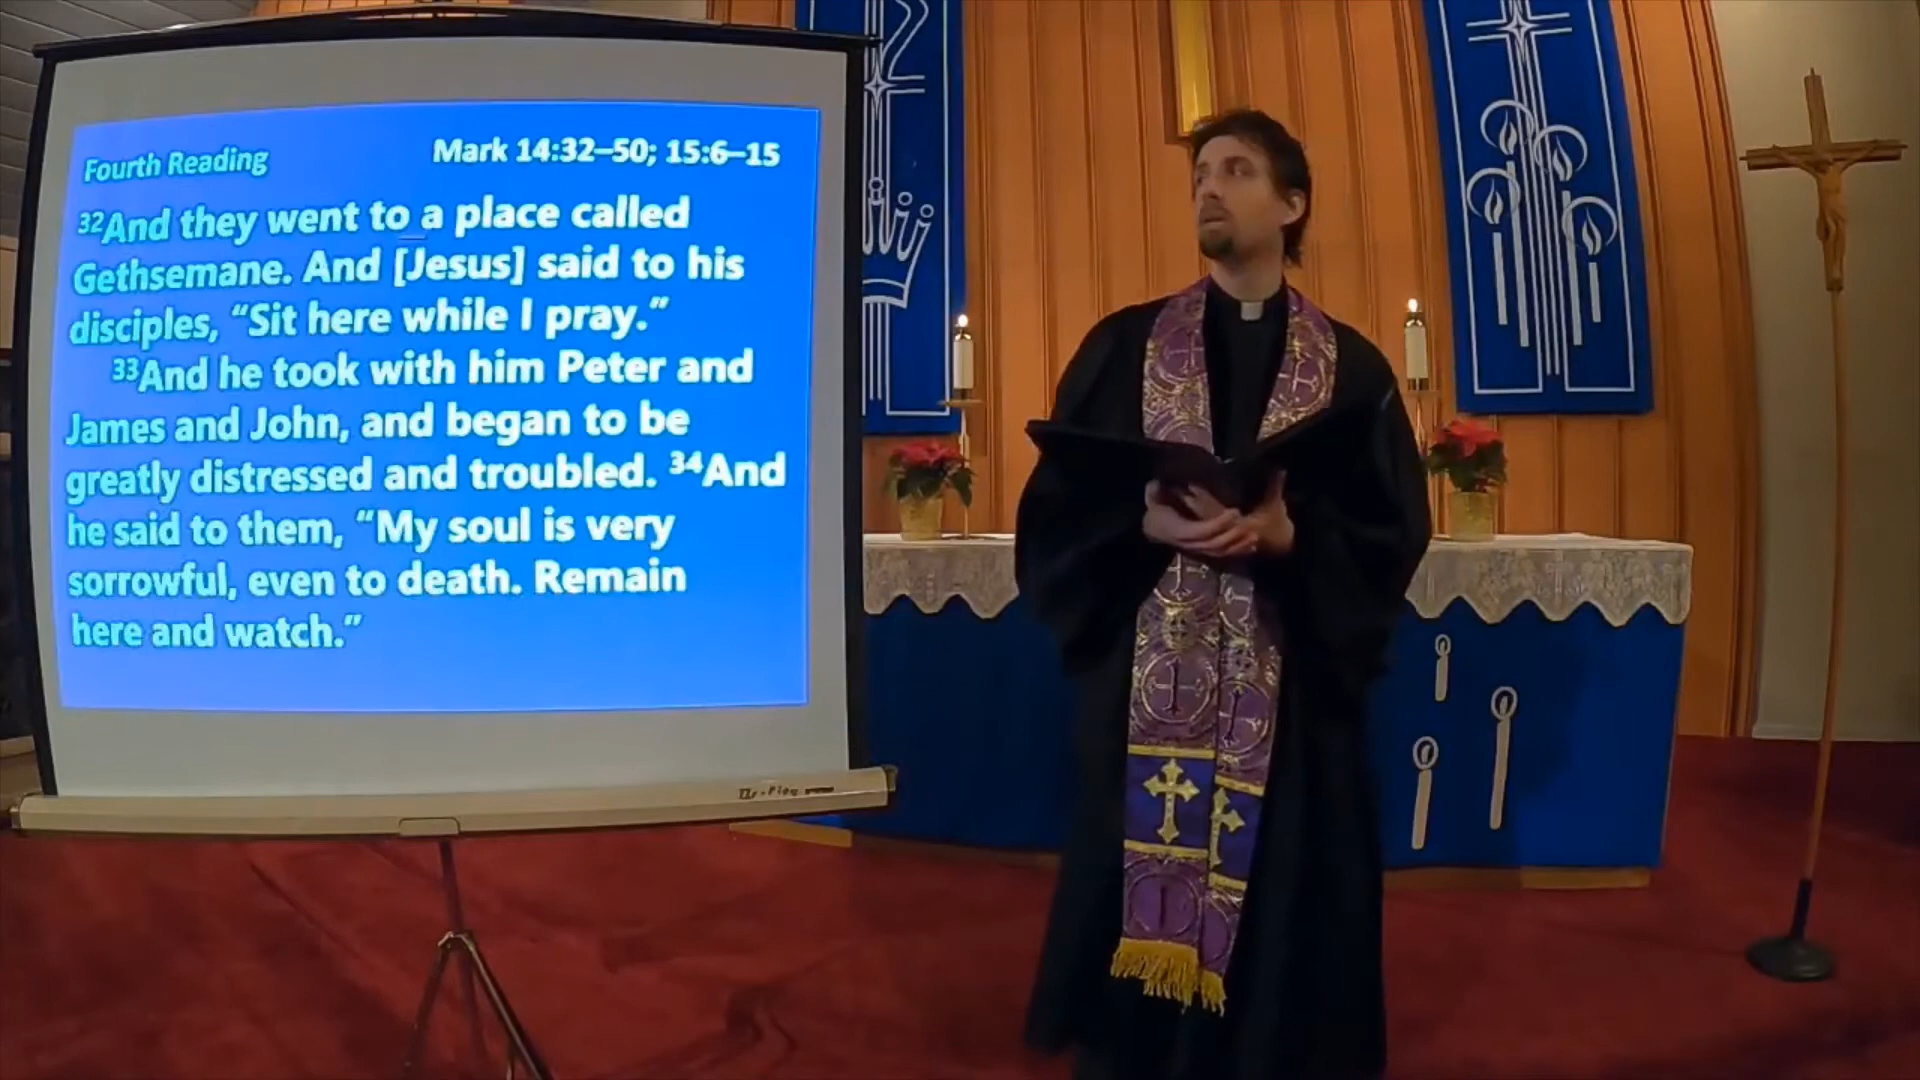 Fourth Reading Mark 14:32–50; 15:6–15
³²And they went to a place called
Gethsemane. And [Jesus] said to his
disciples, “Sit here while I pray.”
³³And he took with him Peter and
James and John, and began to be
greatly distressed and troubled. ³⁴And
he said to them, “My soul is very
sorrowful, even to death. Remain
here and watch.”